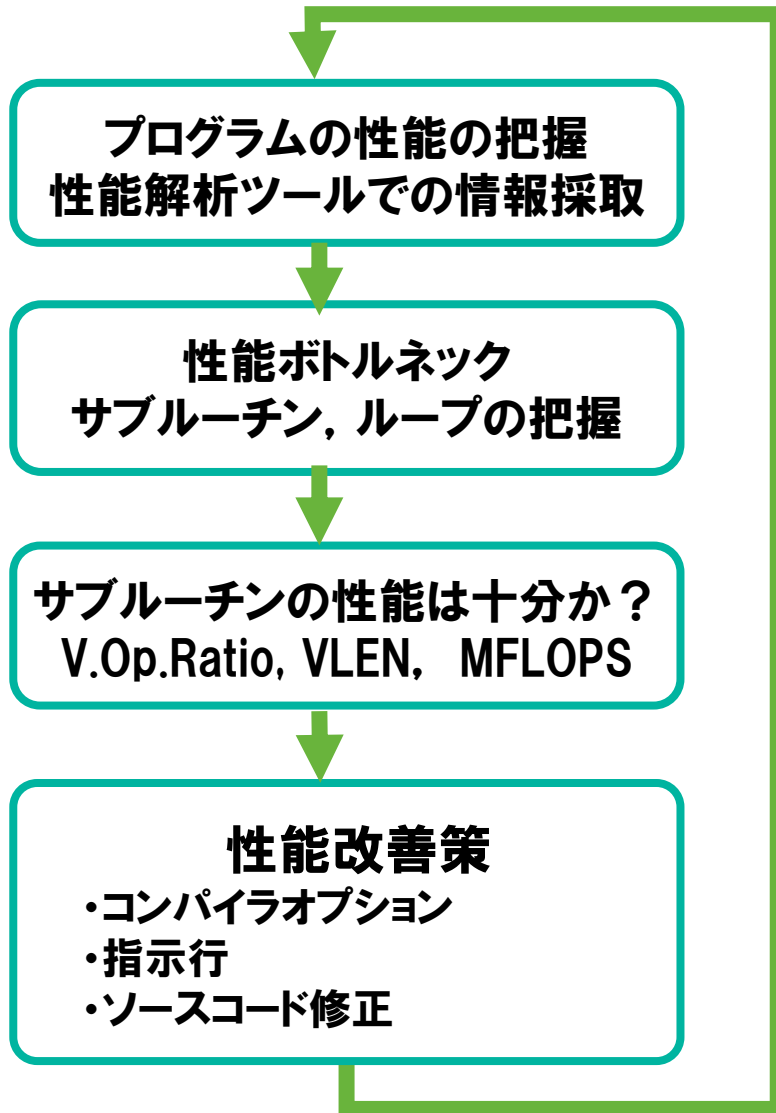 プログラムの性能の把握
性能解析ツールでの情報採取
性能ボトルネック
サブルーチン, ループの把握
サブルーチンの性能は十分か？
V.Op.Ratio, VLEN, MFLOPS
性能改善策
・コンパイラオプション
・指示行
・ソースコード修正